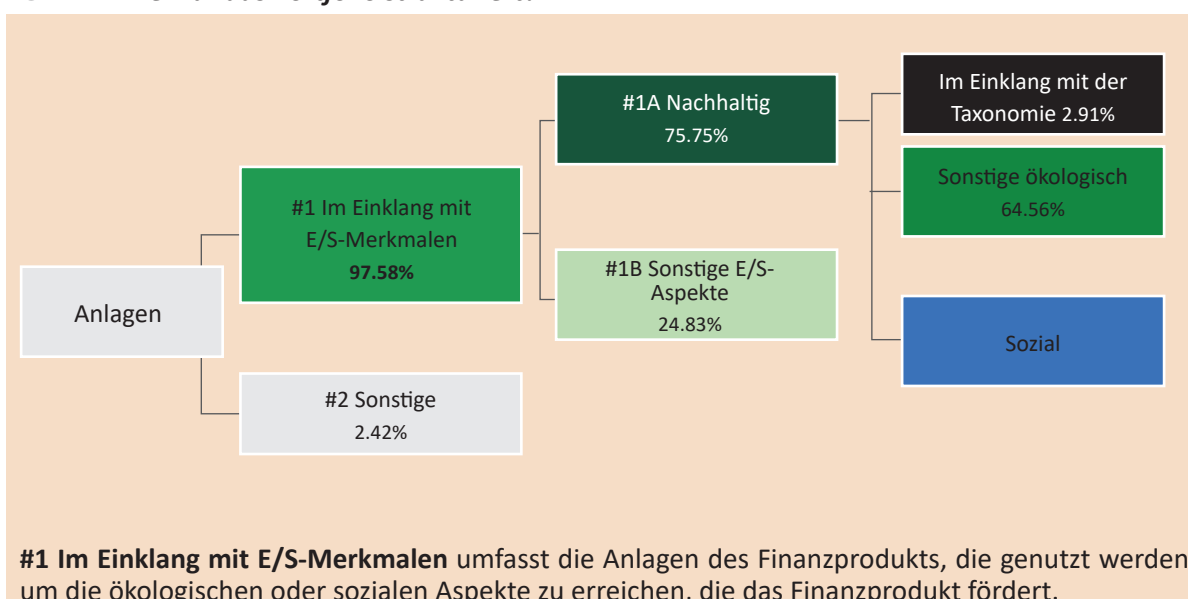 #1A Nachhaltig
75.75%
Im Einklang mit der
Taxonomie 2.91%
#1 Im Einklang mit
E/S-Merkmalen
97.58%
Sonstige ökologisch
64.56%
#1B Sonstige E/S-
Aspekte
24.83%
Anlagen
Sozial
#2 Sonstige
2.42%
#1 Im Einklang mit E/S-Merkmalen umfasst die Anlagen des Finanzprodukts, die genutzt werden
um die ökologischen oder sozialen Aspekte zu erreichen, die das Finanzprodukt fördert.